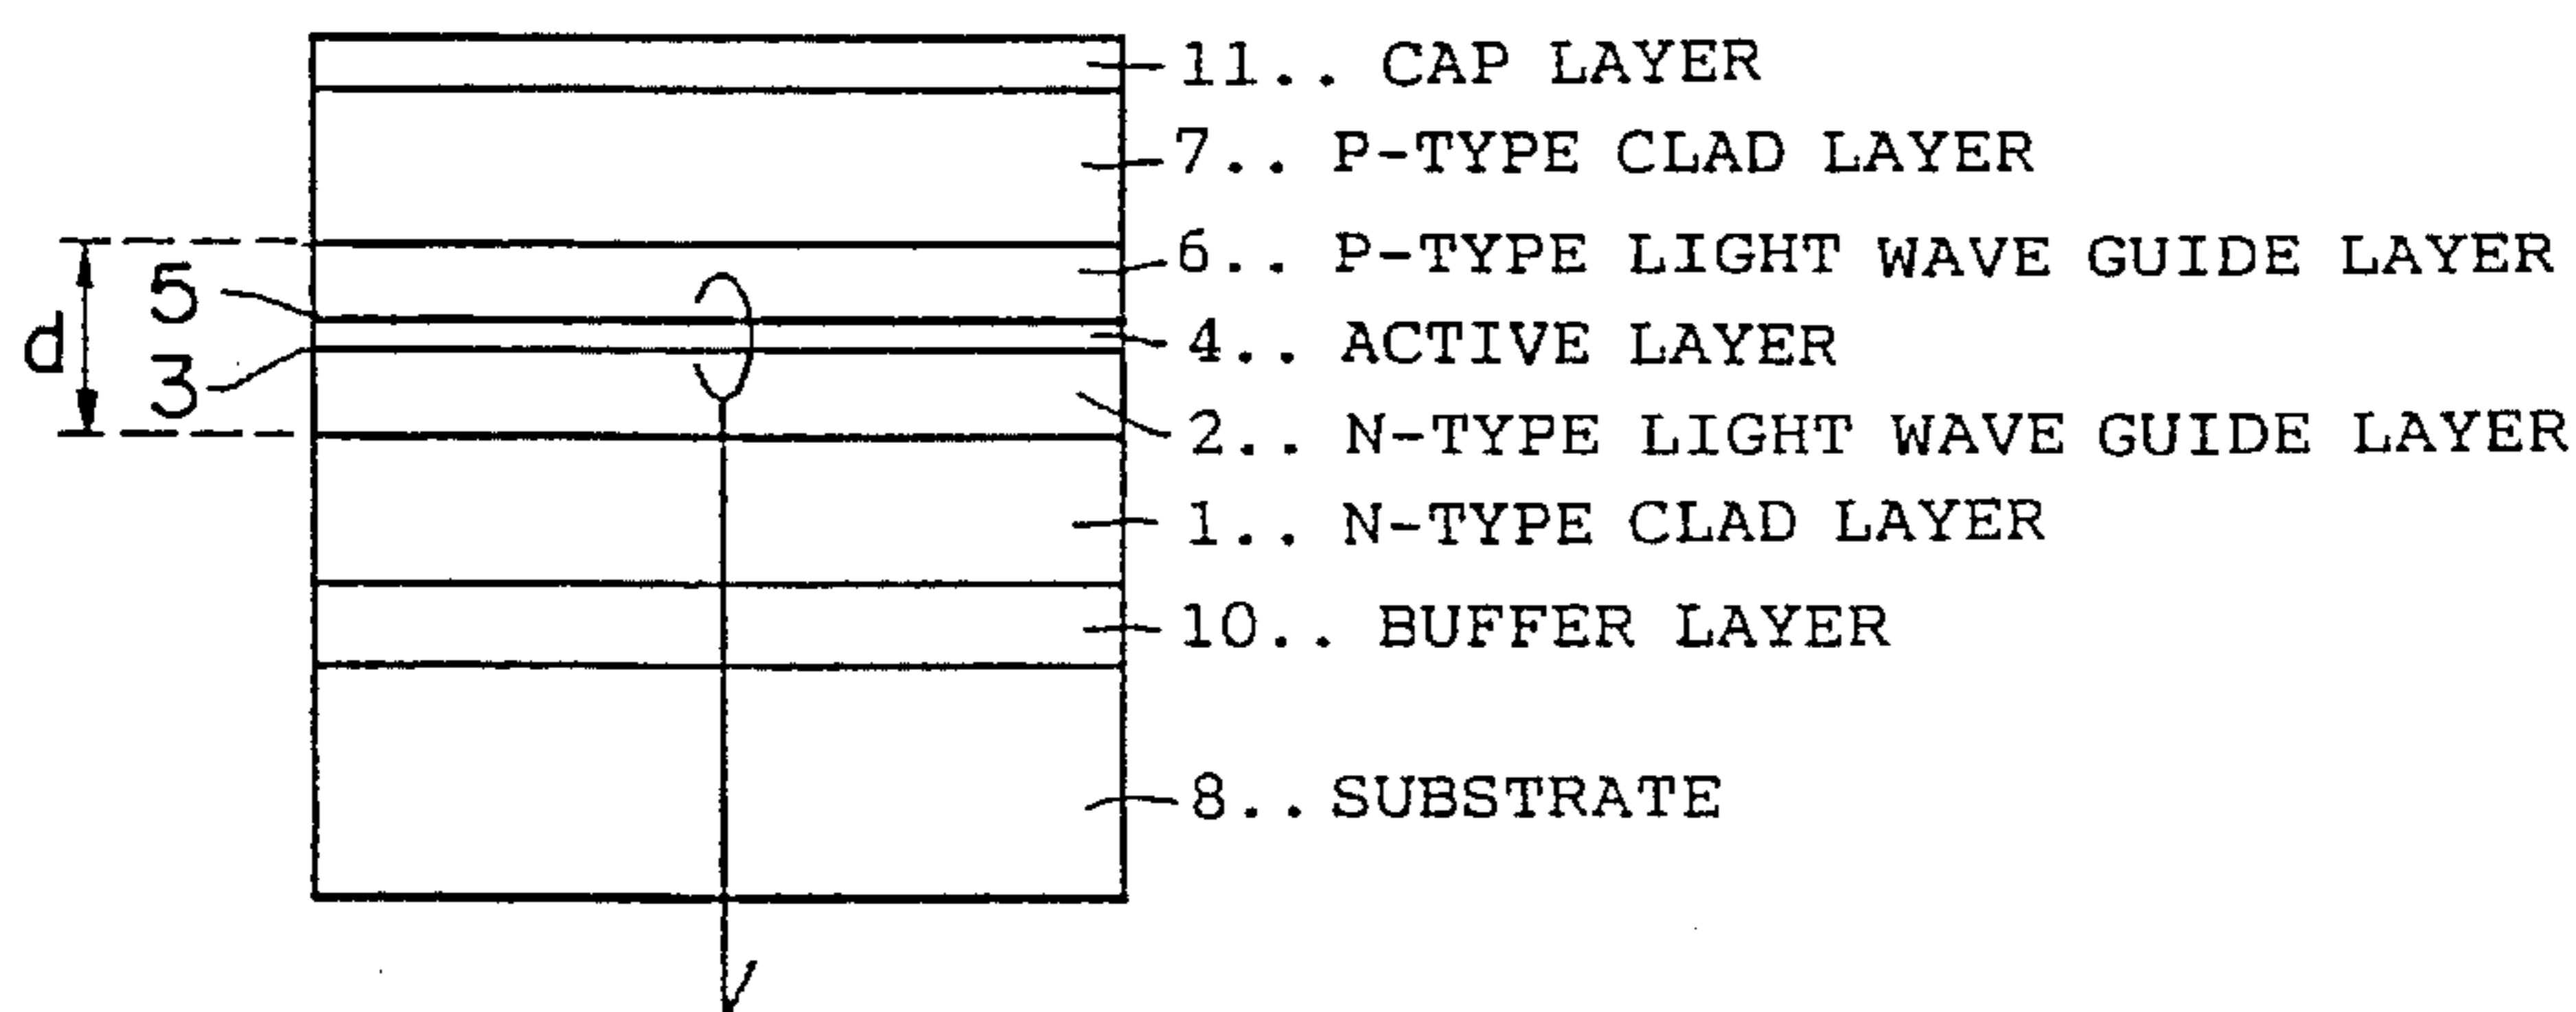 11.. CAP LAYER
7.. P-TYPE CLAD LAYER
6.. P-TYPE LIGHT WAVE GUIDE LAYER
5
4.. ACTIVE LAYER
d
3
2.. N-TYPE LIGHT WAVE GUIDE LAYER
1.. N-TYPE CLAD LAYER
10.. BUFFER LAYER
8.. SUBSTRATE